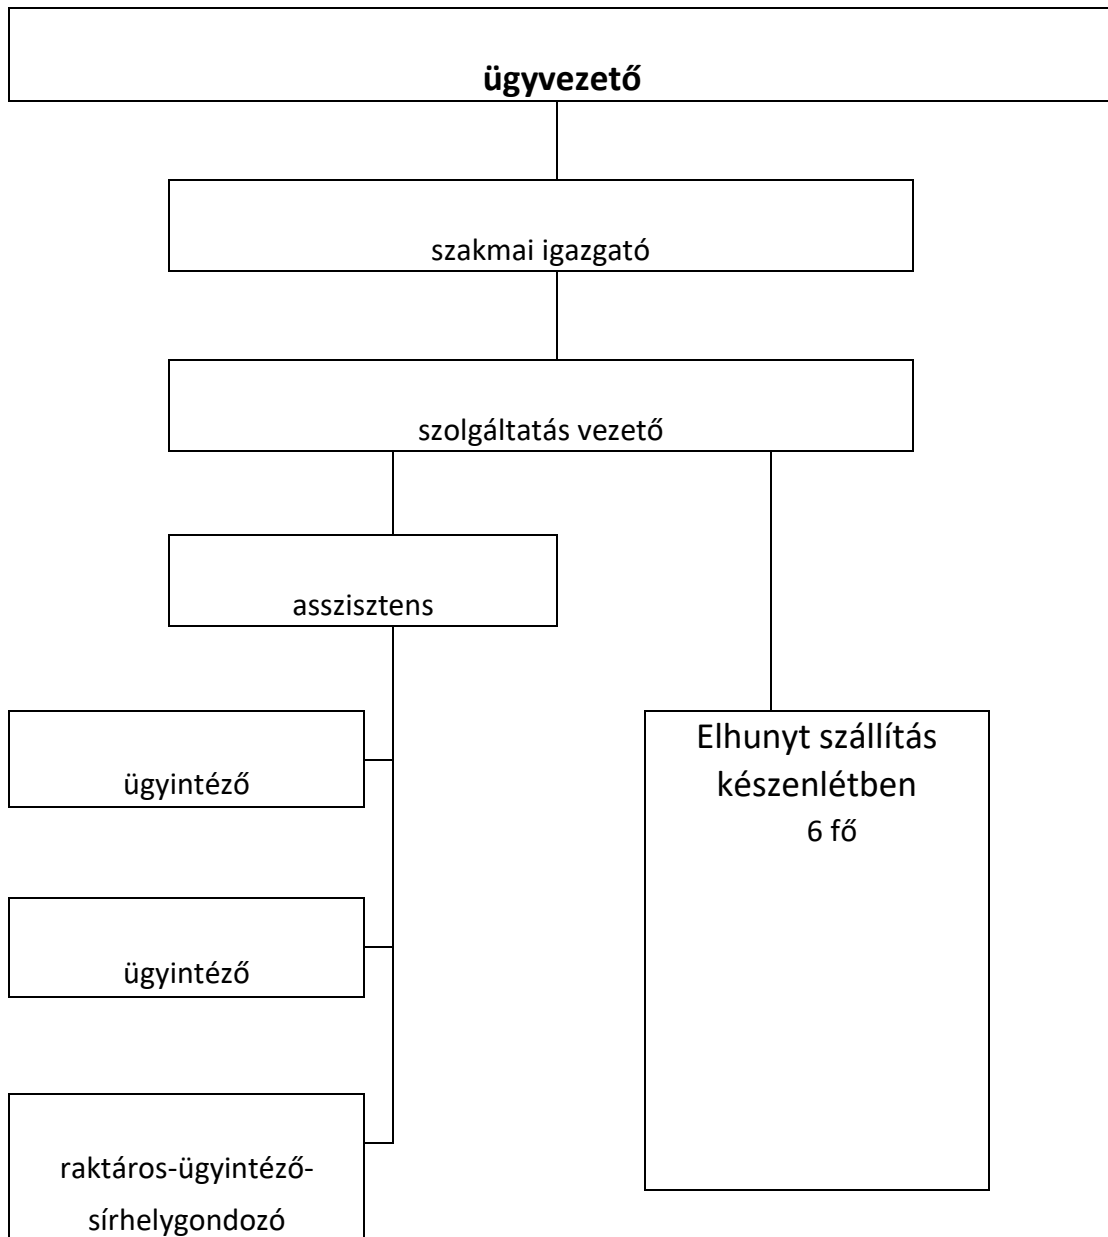 ügyvezető
szakmai igazgató
szolgáltatás vezető
asszisztens
ügyintéző
ügyintéző
raktáros-ügyintéző-
sírhelygondozó
Elhunyt szállítás
készenlétben
6 fő